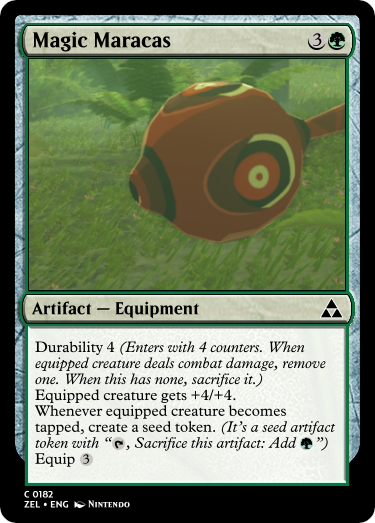 Magic Maracas 3
Artifact — Equipment
Durability 4 (Enters with 4 counters. When
equipped creature deals combat damage, remove
one. When this has none, sacrifice it.)
Equipped creature gets +4/+4.
Whenever equipped creature becomes
tapped, create a seed token. (It's a seed artifact
token with “, Sacrifice this artifact: Add ”)
Equip 3
C 0182
ZEL • ENG Nintendo